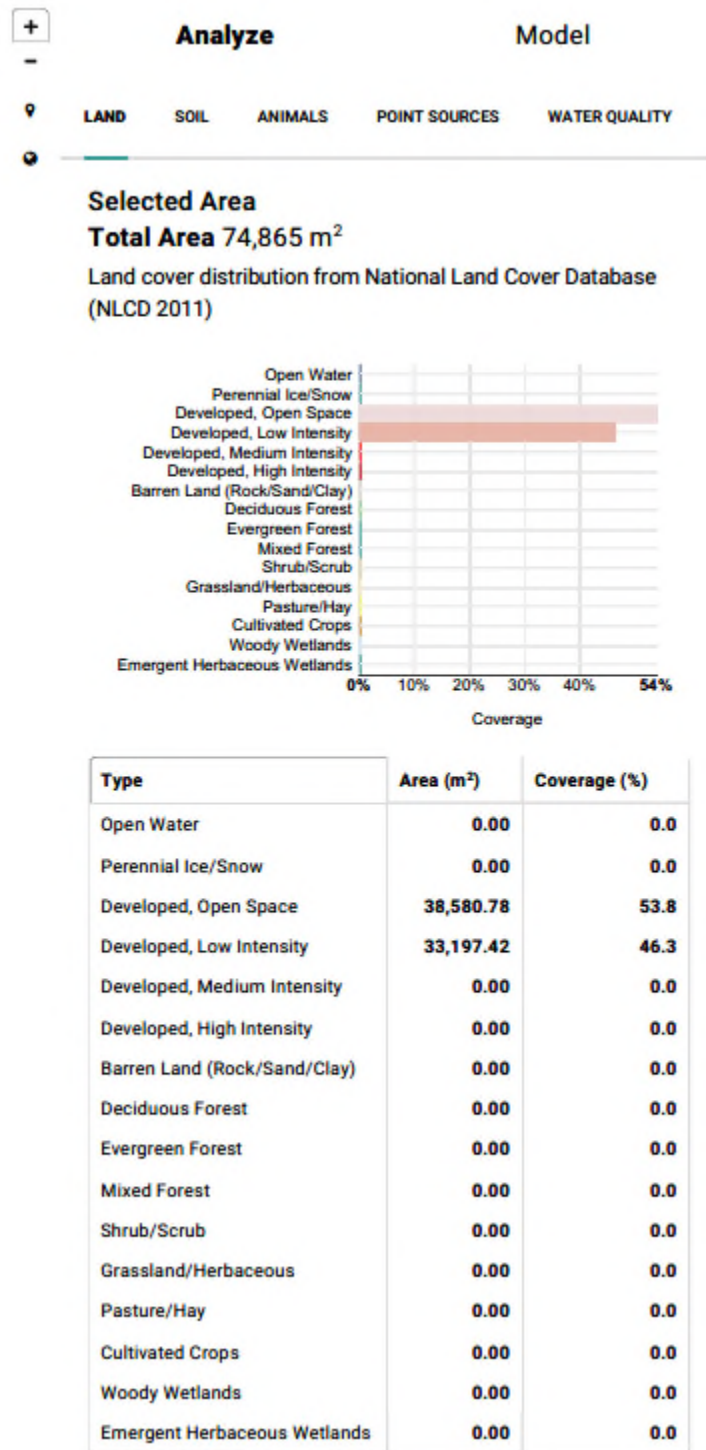 +
Analyze Model
-
LAND SOIL ANIMALS POINT SOURCES WATER QUALITY
Selected Area
Total Area 74,865 m²
Land cover distribution from National Land Cover Database
(NLCD 2011)
Open Water
Perennial Ice/Snow
Developed, Open Space
Developed, Low Intensity
Developed, Medium Intensity
Developed, High Intensity
Barren Land (Rock/Sand/Clay)
Deciduous Forest
Evergreen Forest
Mixed Forest
Shrub/Scrub
Grassland/Herbaceous
Pasture/Hay
Cultivated Crops
Woody Wetlands
Emergent Herbaceous Wetlands
0% 10% 20% 30% 40% 54%
Coverage
Type Area (m²) Coverage (%)
Open Water 0.00 0.0
Perennial Ice/Snow 0.00 0.0
Developed, Open Space 38,580.78 53.8
Developed, Low Intensity 33,197.42 46.3
Developed, Medium Intensity 0.00 0.0
Developed, High Intensity 0.00 0.0
Barren Land (Rock/Sand/Clay) 0.00 0.0
Deciduous Forest 0.00 0.0
Evergreen Forest 0.00 0.0
Mixed Forest 0.00 0.0
Shrub/Scrub 0.00 0.0
Grassland/Herbaceous 0.00 0.0
Pasture/Hay 0.00 0.0
Cultivated Crops 0.00 0.0
Woody Wetlands 0.00 0.0
Emergent Herbaceous Wetlands 0.00 0.0